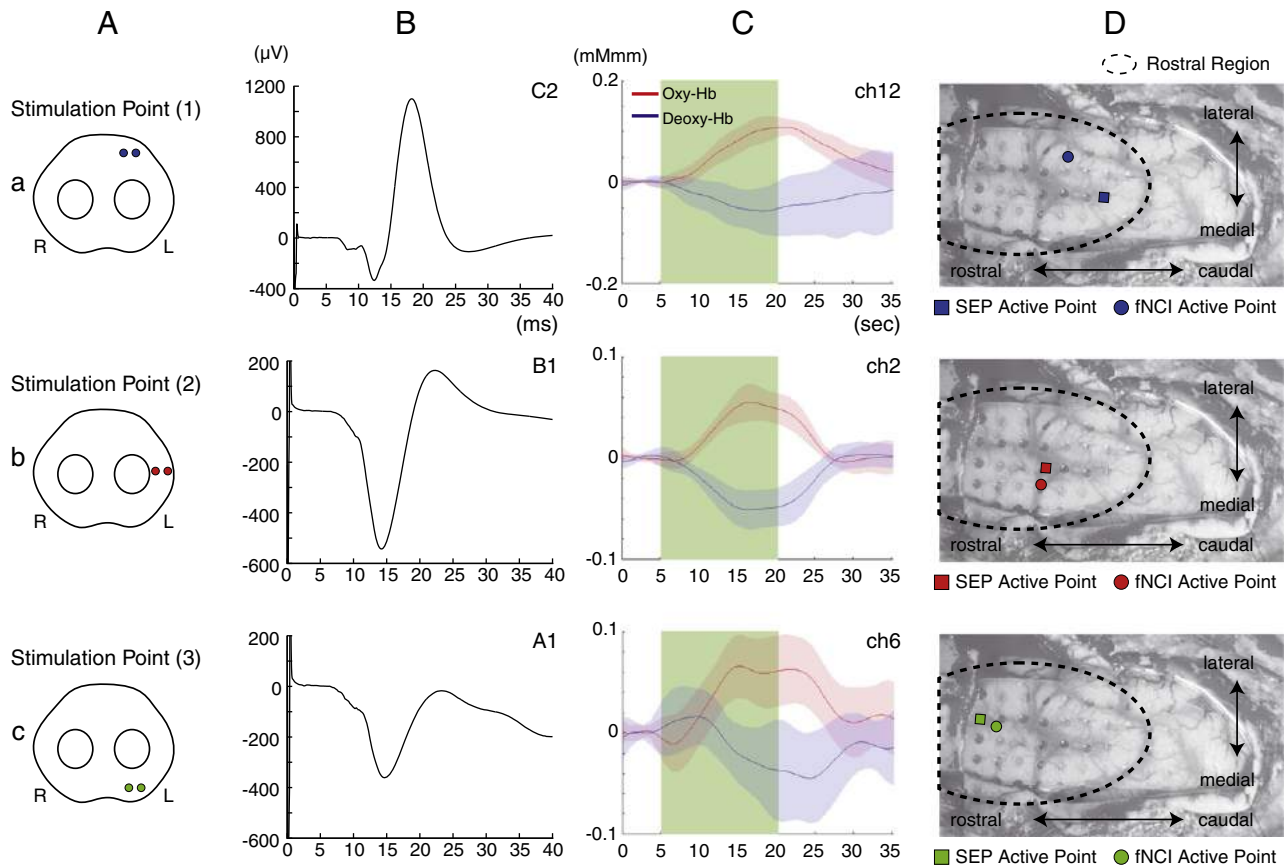 A B C D
(μV) (mMmm) Rostral Region
Stimulation Point (1)
a
R L
1200
800
400
0
-400
0 5 10 15 20 25 30 35 40
(ms)
C2
0.2
0
-0.2
0 5 10 15 20 25 30 35
(sec)
Oxy-Hb
Deoxy-Hb
ch12
lateral
medial
rostral caudal
SEP Active Point fNCI Active Point
Stimulation Point (2)
b
R L
200
0
-200
-400
-600
0 5 10 15 20 25 30 35 40
B1
0.1
0
-0.1
0 5 10 15 20 25 30 35
ch2
lateral
medial
rostral caudal
SEP Active Point fNCI Active Point
Stimulation Point (3)
c
R L
200
0
-200
-400
-600
0 5 10 15 20 25 30 35 40
A1
0.1
0
-0.1
0 5 10 15 20 25 30 35
ch6
lateral
medial
rostral caudal
SEP Active Point fNCI Active Point